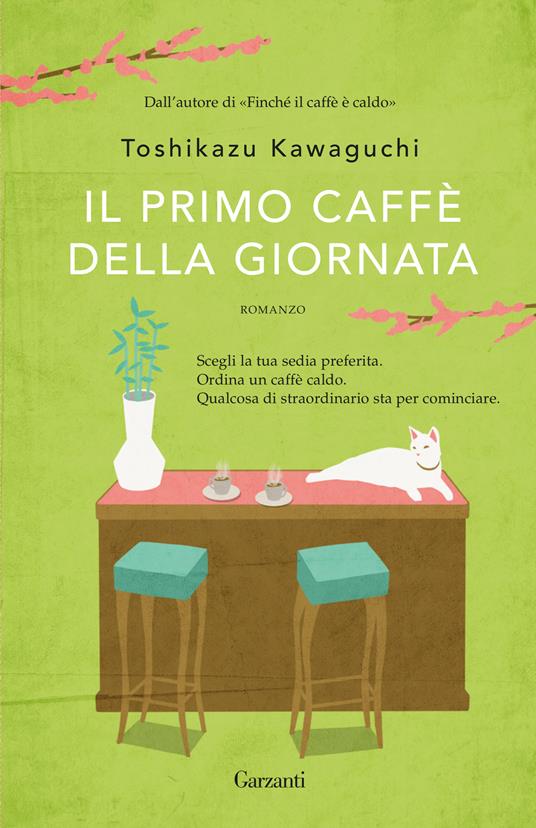 Dall'autore di «Finché il caffè è caldo»
Toshikazu Kawaguchi
IL PRIMO CAFFÈ
DELLA GIORNATA
ROMANZO
Scegli la tua sedia preferita.
Ordina un caffè caldo.
Qualcosa di straordinario sta per cominciare.
Garzanti